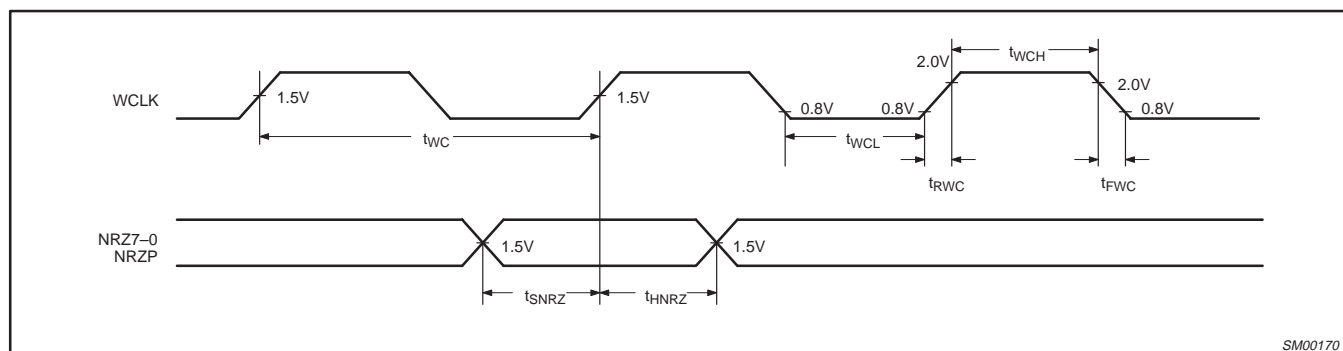 2.0V
tWCH
2.0V
WCLK
1.5V
1.5V
0.8V
0.8V
0.8V
tWC
tWCL
tRWC
tFWC
NRZ7–0
NRZP
1.5V
1.5V
tSNRZ
tHNRZ
SM00170